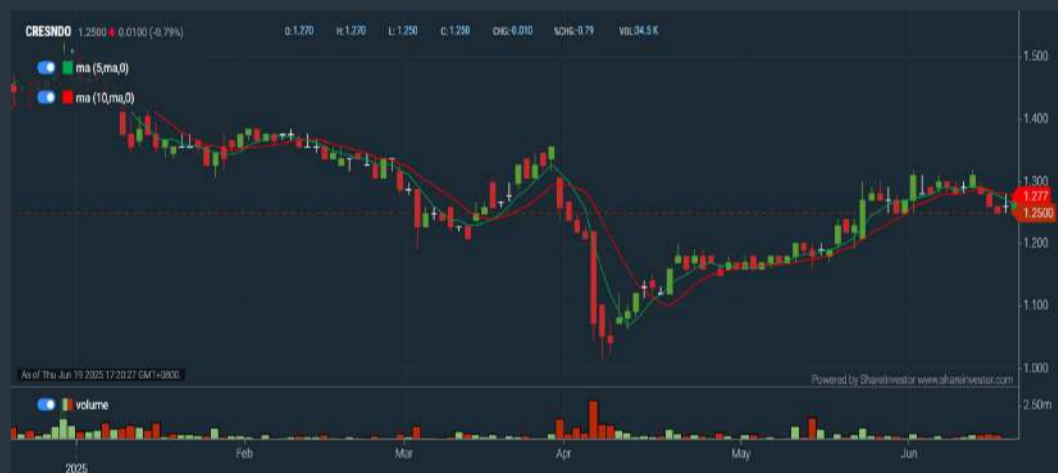 CRESNDO 1.2500 0.0100 (-0.79%) O: 1.270 H: 1.270 L: 1.250 C: 1.250 CHG:-0.010 %CHG:-0.79 VOL:34.5 K
ma (5,ma,0)
ma (10,ma,0)
1.500
1.400
1.300
1.277
1.2500
1.200
1.100
1.000
As of Thu Jun 19 2025 17:20:27 GMT+0800.
Powered by ShareInvestor www.shareinvestor.com
volume
2.50m
Feb Mar Apr May Jun
2025